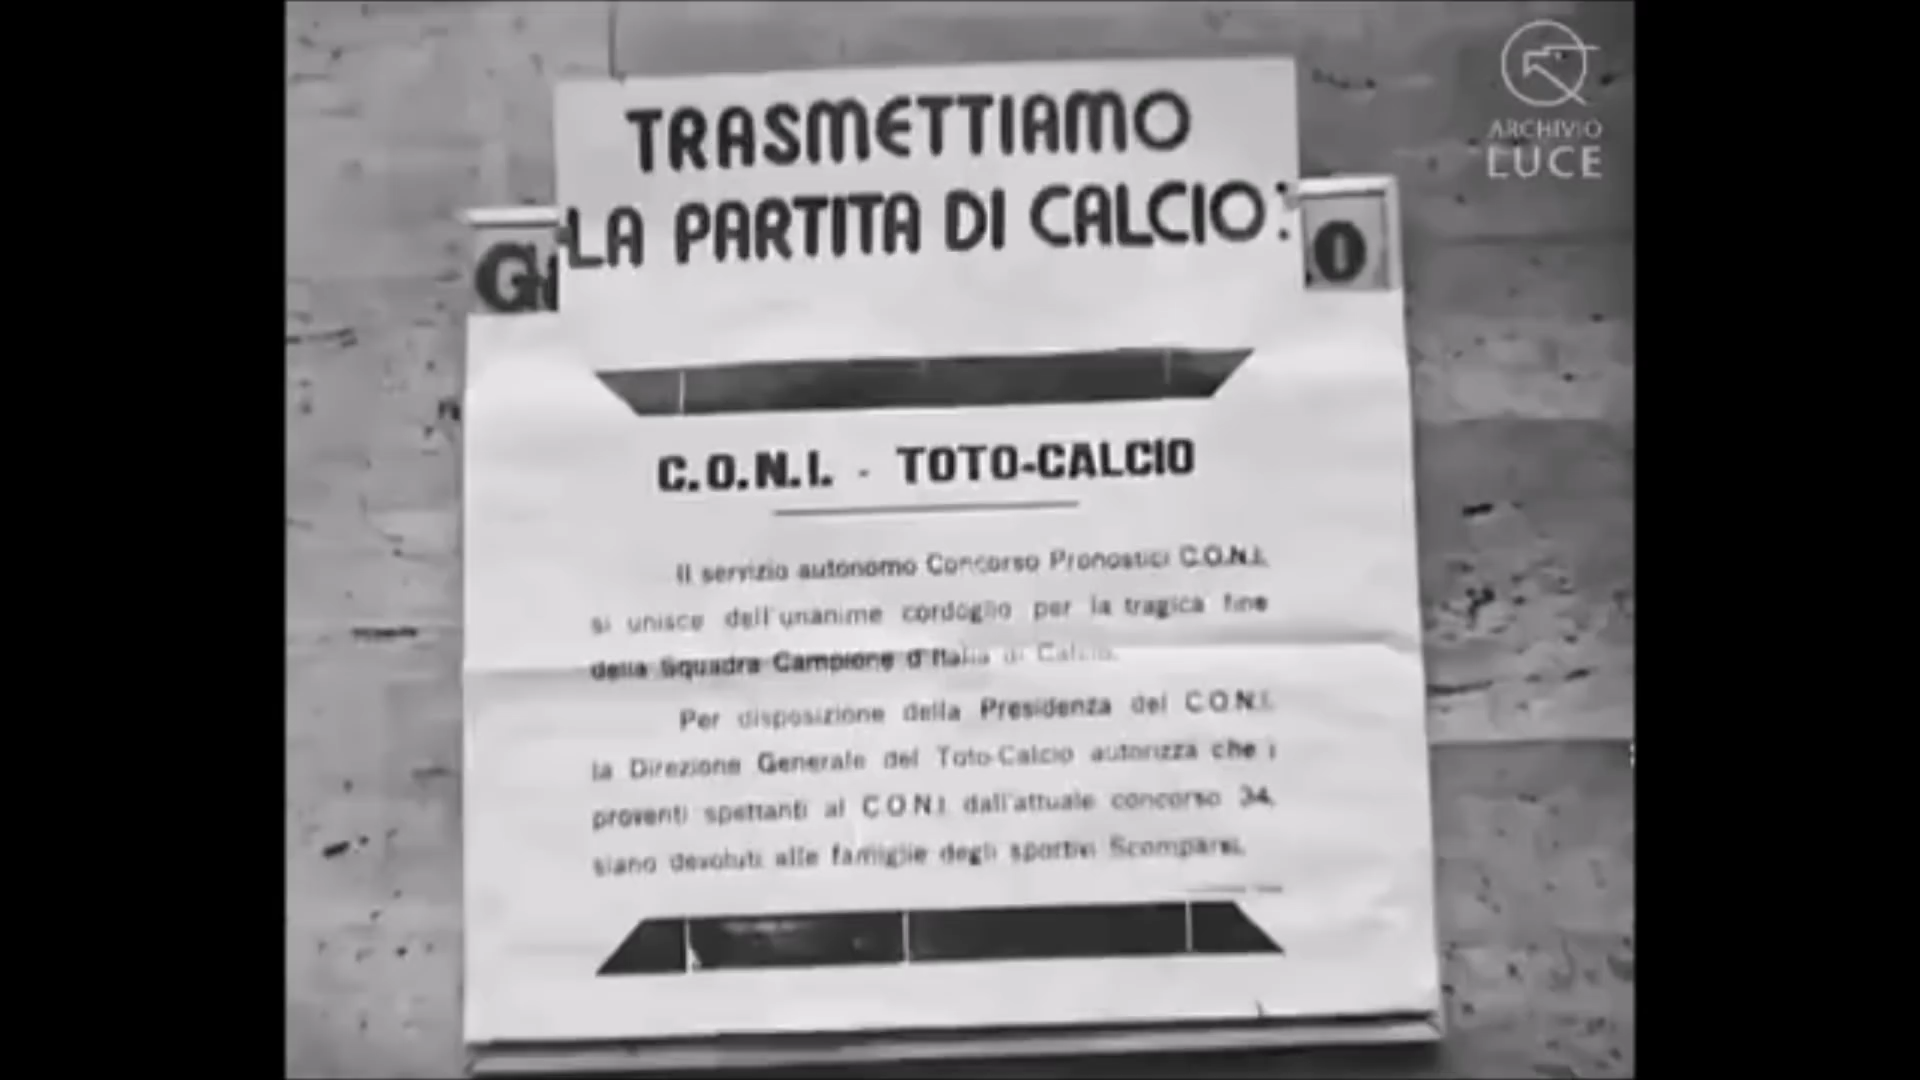 ARCHIVIO
LUCE
TRASMETTIAMO
LA PARTITA DI CALCIO:
O
C.O.N.I. - TOTO-CALCIO
Il servizio autonomo Concorso Pronostici C.O.N.I.
si unisce dell'unanime cordoglio per la tragica fine
della Squadra Campione d'Italia di Calcio.
Per disposizione della Presidenza del C.O.N.I.
la Direzione Generale del Toto-Calcio autorizza che i
proventi spettanti al C.O.N.I. dall'attuale concorso 34,
siano devoluti alle famiglie degli sportivi Scomparsi.